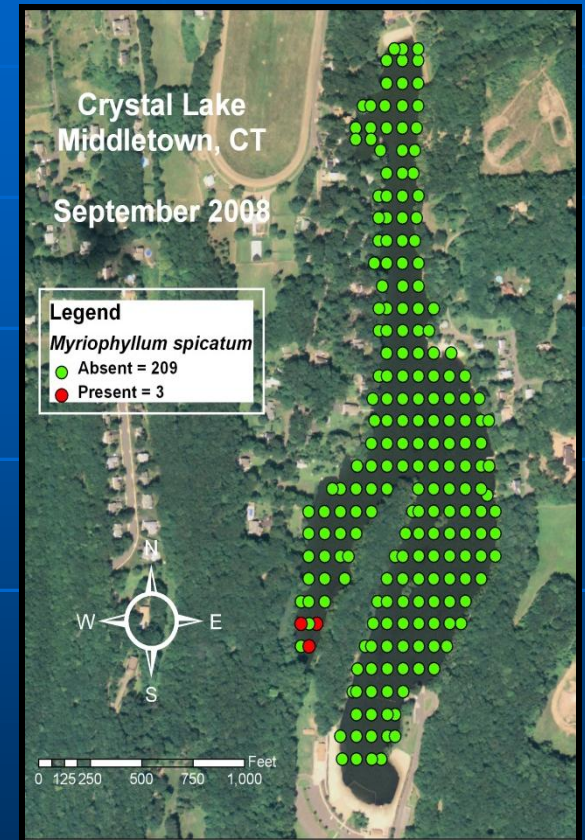 Crystal Lake
Middletown, CT
September 2008
Legend
Myriophyllum spicatum
Absent = 209
Present = 3
N
W E
S
Feet
0 125 250 500 750 1,000